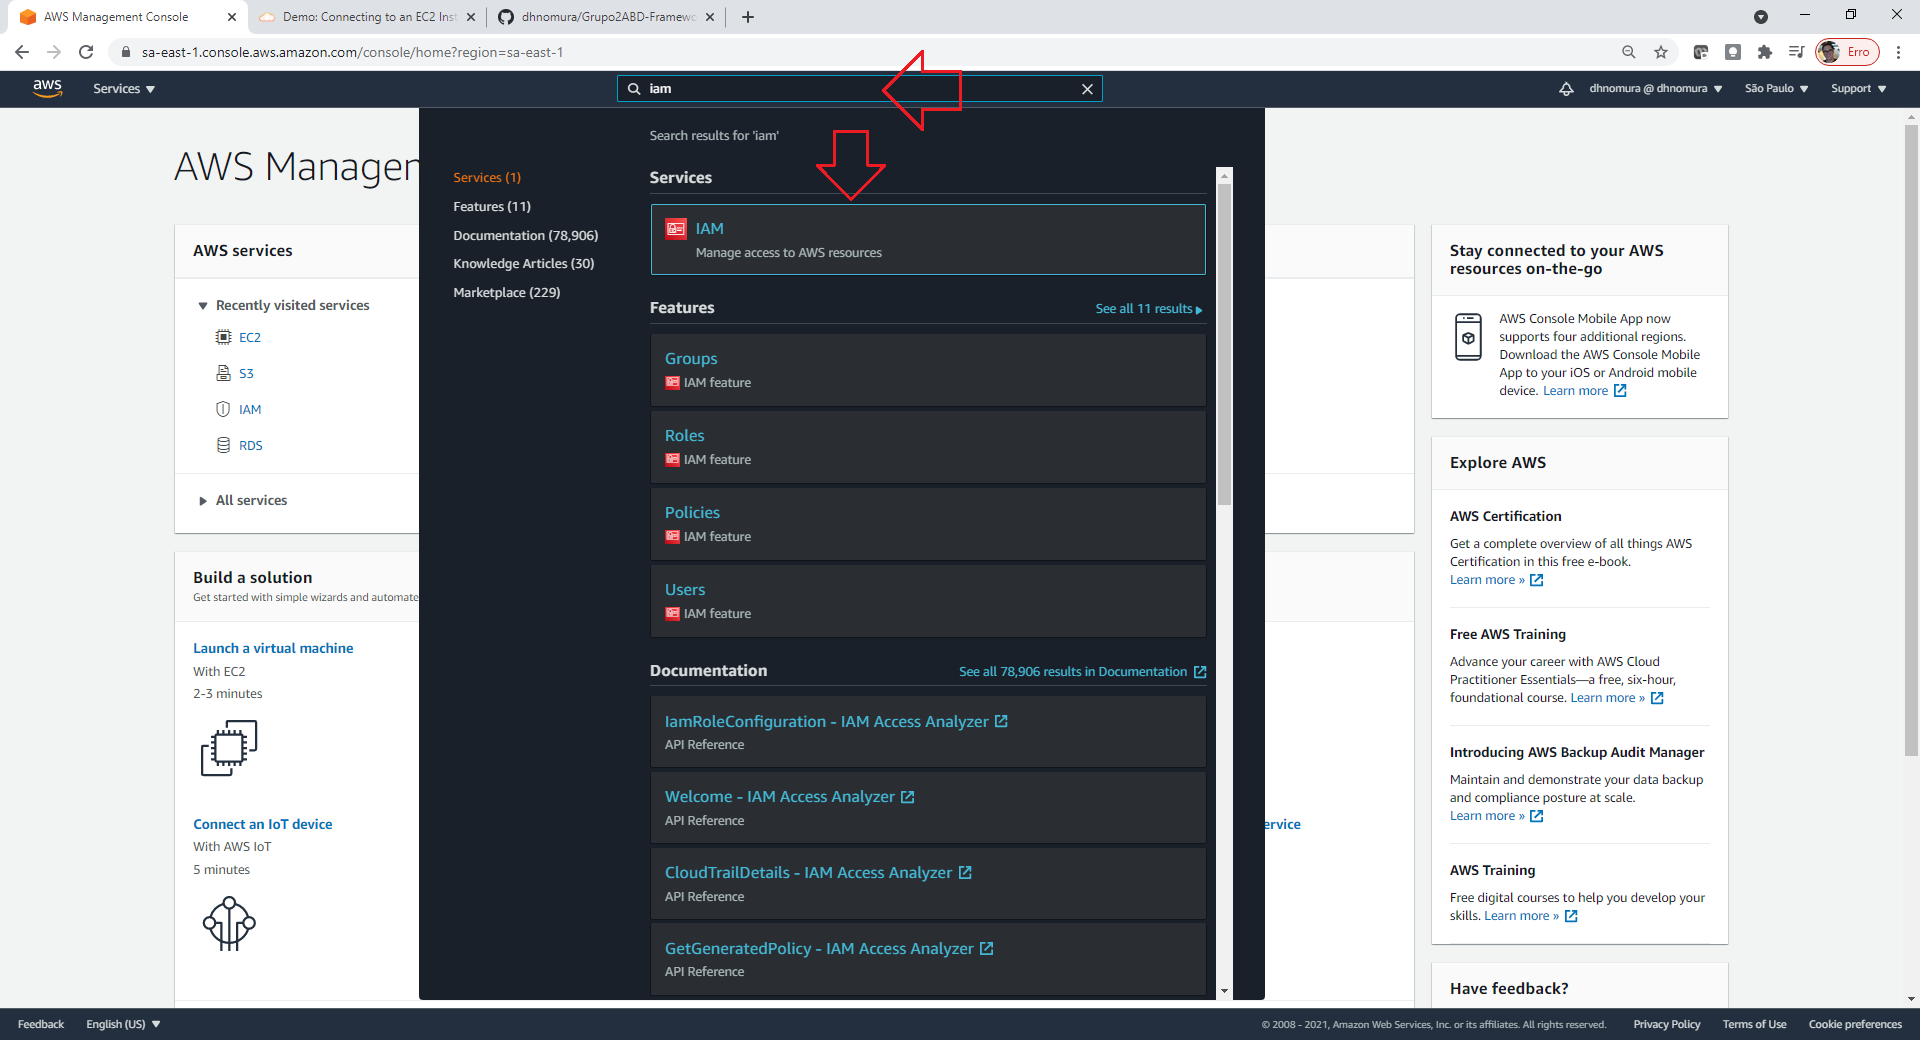 AWS Management Console
Demo: Connecting to an EC2 Inst
dhnomura/Grupo2ABD-Framewo
sa-east-1.console.aws.amazon.com/console/home?region=sa-east-1
Erro
aws
Services
iam
dhnomura @ dhnomura
São Paulo
Support
AWS Managem
Search results for 'iam'
Services (1)
Features (11)
Documentation (78,906)
Knowledge Articles (30)
Marketplace (229)
Services
IAM
Manage access to AWS resources
Features
See all 11 results
Groups
IAM feature
Roles
IAM feature
Policies
IAM feature
Users
IAM feature
Documentation
See all 78,906 results in Documentation
IamRoleConfiguration - IAM Access Analyzer
API Reference
Welcome - IAM Access Analyzer
API Reference
CloudTrailDetails - IAM Access Analyzer
API Reference
GetGeneratedPolicy - IAM Access Analyzer
API Reference
AWS services
Recently visited services
EC2
S3
IAM
RDS
All services
Build a solution
Get started with simple wizards and automate
Launch a virtual machine
With EC2
2-3 minutes
Connect an IoT device
With AWS IoT
5 minutes
ervice
Stay connected to your AWS
resources on-the-go
AWS Console Mobile App now
supports four additional regions.
Download the AWS Console Mobile
App to your iOS or Android mobile
device. Learn more
Explore AWS
AWS Certification
Get a complete overview of all things AWS
Certification in this free e-book.
Learn more »
Free AWS Training
Advance your career with AWS Cloud
Practitioner Essentials—a free, six-hour,
foundational course. Learn more »
Introducing AWS Backup Audit Manager
Maintain and demonstrate your data backup
and compliance posture at scale.
Learn more »
AWS Training
Free digital courses to help you develop your
skills. Learn more »
Have feedback?
Feedback
English (US)
© 2008 - 2021, Amazon Web Services, Inc. or its affiliates. All rights reserved.
Privacy Policy
Terms of Use
Cookie preferences